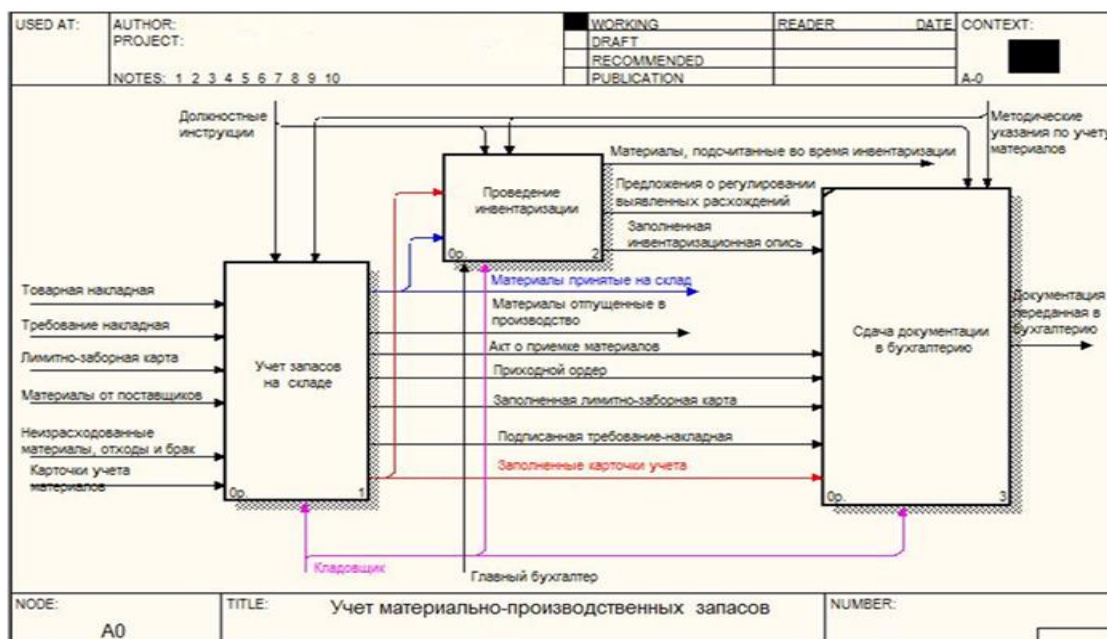 USED AT:
AUTHOR:
PROJECT:
NOTES: 1 2 3 4 5 6 7 8 9 10
WORKING
DRAFT
RECOMMENDED
PUBLICATION
READER
DATE
CONTEXT:
A-0
Должностные
инструкции
Методические
указания по учету
материалов
Проведение
инвентаризации
0р.
2
Материалы, подсчитанные во время инвентаризации
Предложения о регулировании
выявленных расхождений
Заполненная
инвентаризационная опись
Товарная накладная
Требование накладная
Лимитно-заборная карта
Материалы от поставщиков
Неизрасходованные
материалы, отходы и брак
Карточки учета
материалов
Учет запасов
на складе
0р.
1
Материалы принятые на склад
Материалы отпущенные в
производство
Акт о приемке материалов
Приходной ордер
Заполненная лимитно-заборная карта
Подписанная требование-накладная
Заполненные карточки учета
Сдача документации
в бухгалтерию
0р.
3
Документация
переданная в
бухгалтерию
Кладовщик
Главный бухгалтер
NODE:
A0
TITLE:
Учет материально-производственных запасов
NUMBER: